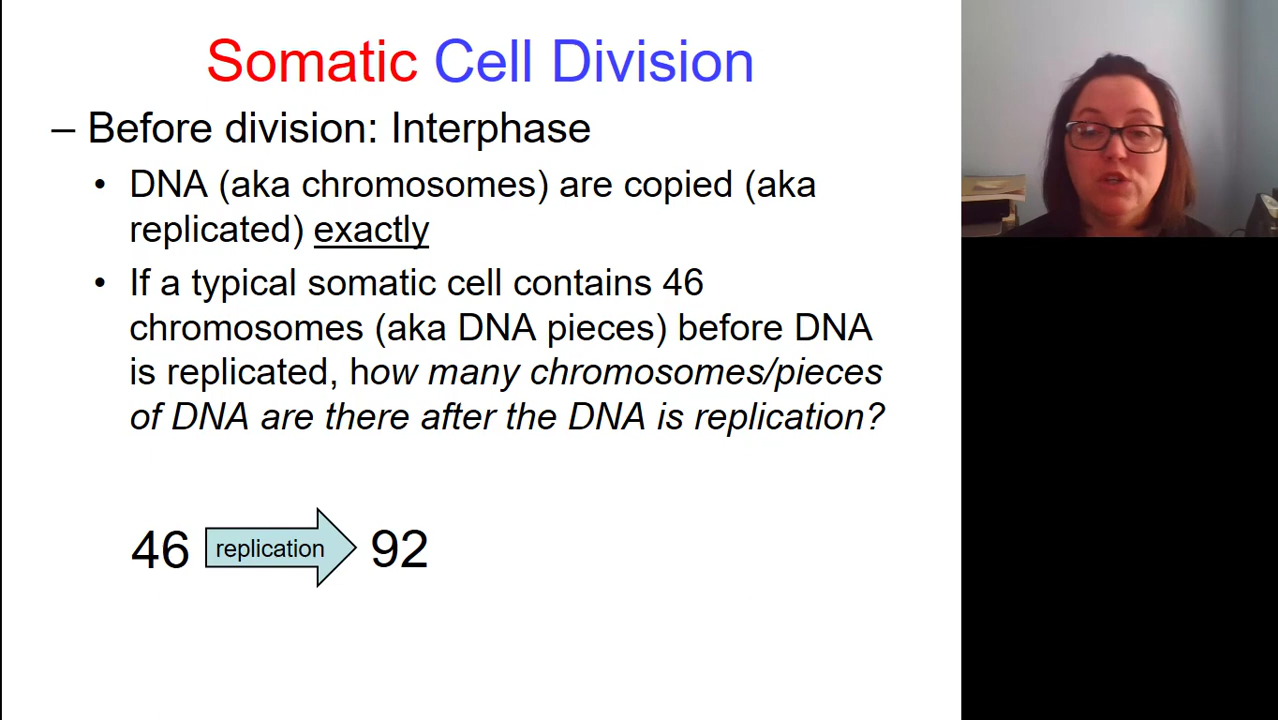 Somatic Cell Division
– Before division: Interphase
• DNA (aka chromosomes) are copied (aka
replicated) exactly
• If a typical somatic cell contains 46
chromosomes (aka DNA pieces) before DNA
is replicated, how many chromosomes/pieces
of DNA are there after the DNA is replication?
46 replication 92